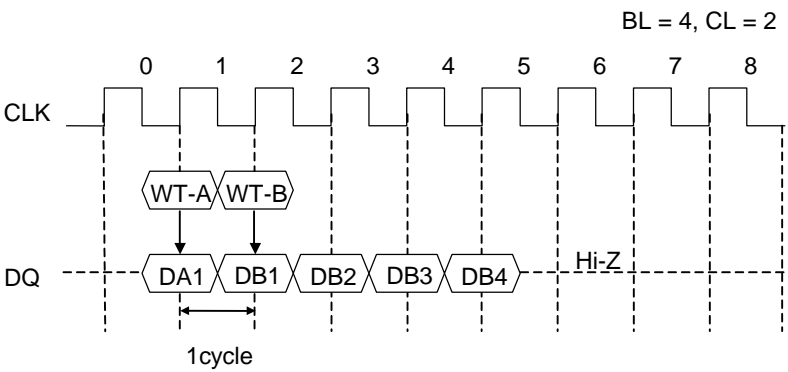 BL = 4, CL = 2
0 1 2 3 4 5 6 7 8
CLK
WT-A WT-B
DQ DA1 DB1 DB2 DB3 DB4 Hi-Z
1cycle